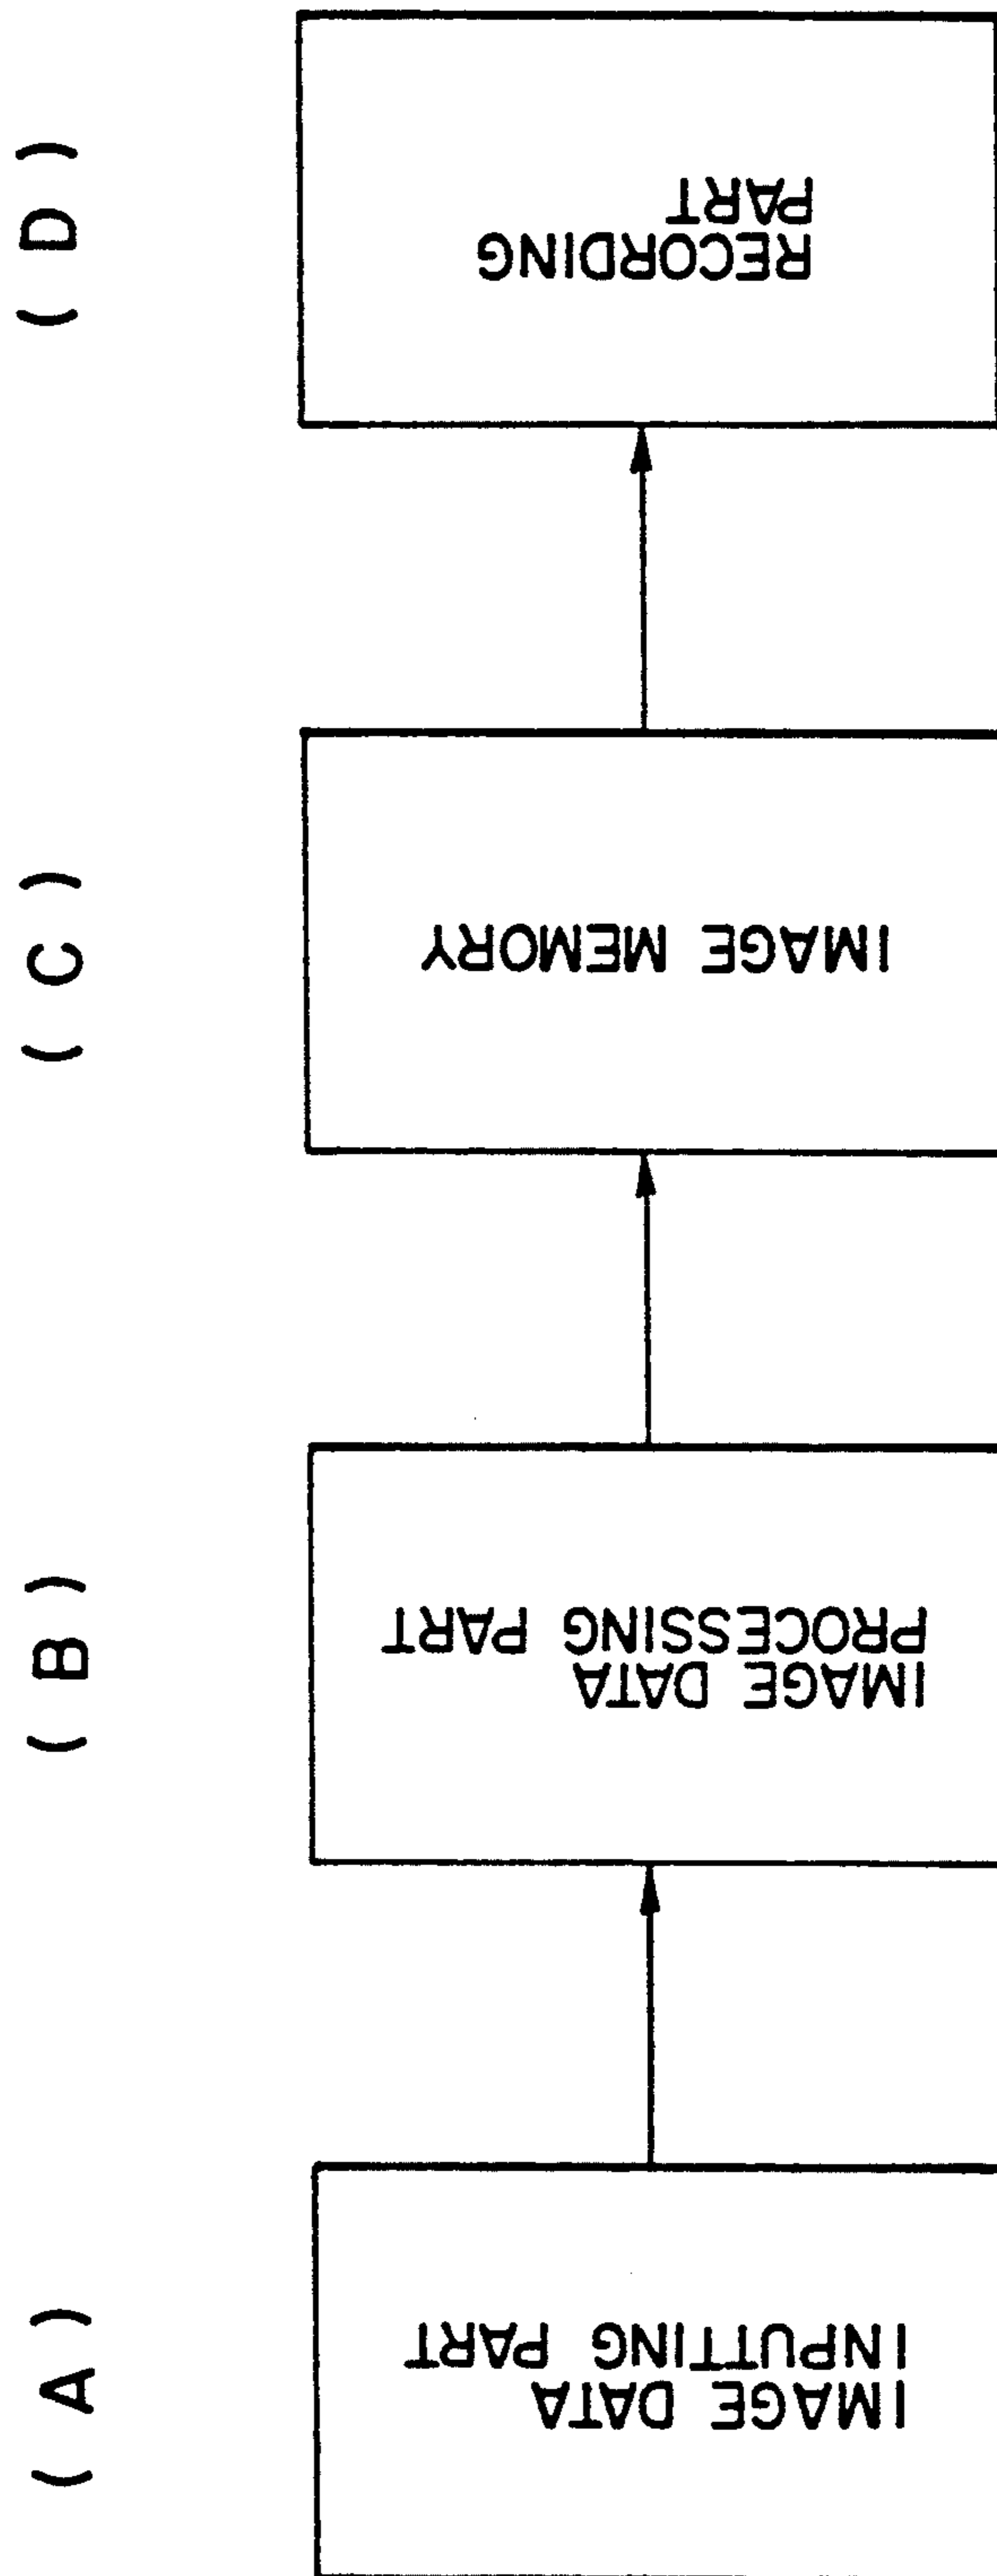 ( A )
IMAGE DATA
INPUTTING PART
( B )
IMAGE DATA
PROCESSING PART
( C )
IMAGE MEMORY
( D )
RECORDING
PART